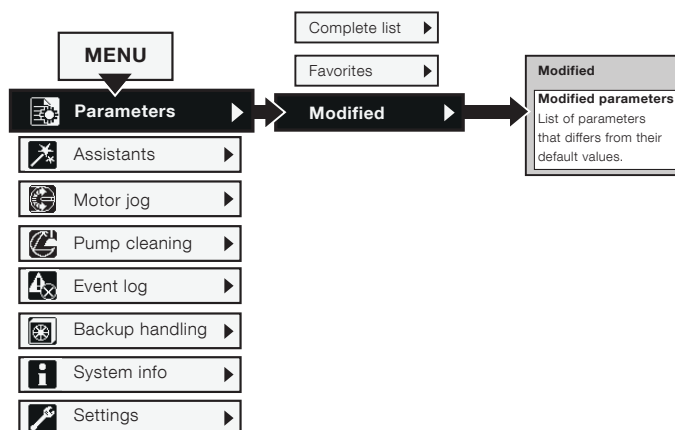 MENU
Parameters
Assistants
Motor jog
Pump cleaning
Event log
Backup handling
System info
Settings
Complete list
Favorites
Modified
Modified
Modified parameters
List of parameters
that differs from their
default values.